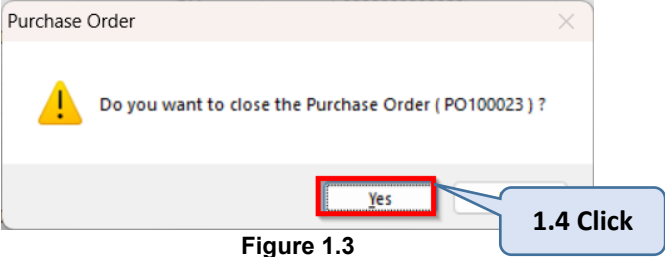 Purchase Order
Do you want to close the Purchase Order ( PO100023 ) ?
Yes
1.4 Click
Figure 1.3